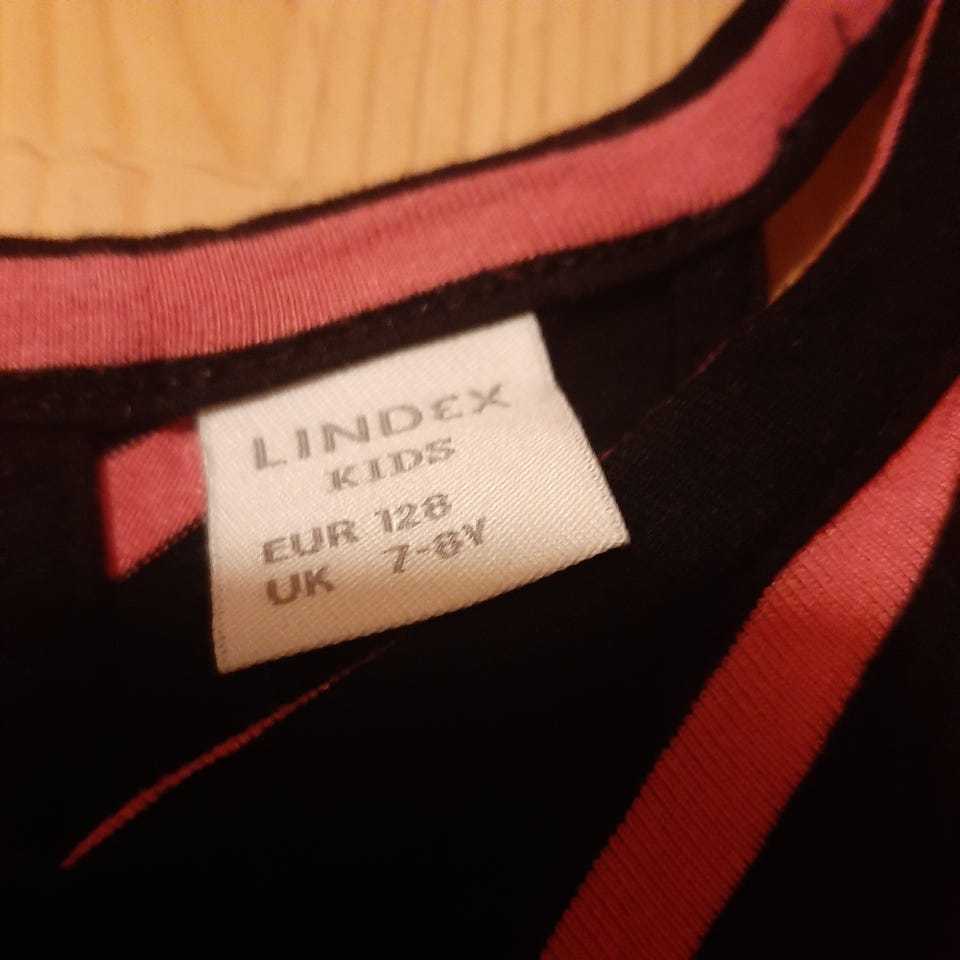 LINDEX
KIDS
EUR 128
UK 7-8Y